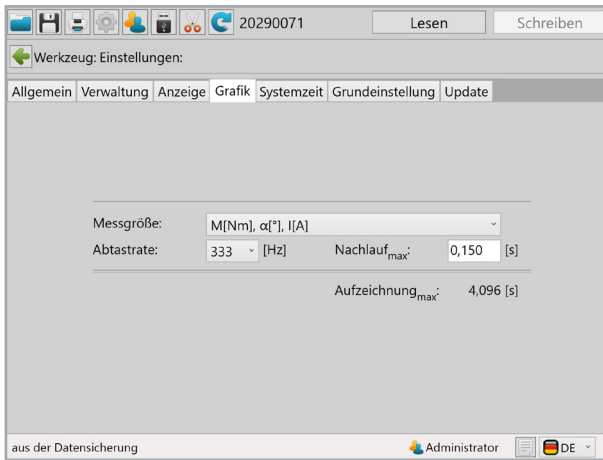 20290071 Lesen Schreiben
Werkzeug: Einstellungen:
Allgemein Verwaltung Anzeige Grafik Systemzeit Grundeinstellung Update
Messgröße: M[Nm], α[°], I[A]
Abtastrate: 333 [Hz] Nachlaufmax: 0,150 [s]
Aufzeichnungmax: 4,096 [s]
aus der Datensicherung Administrator DE